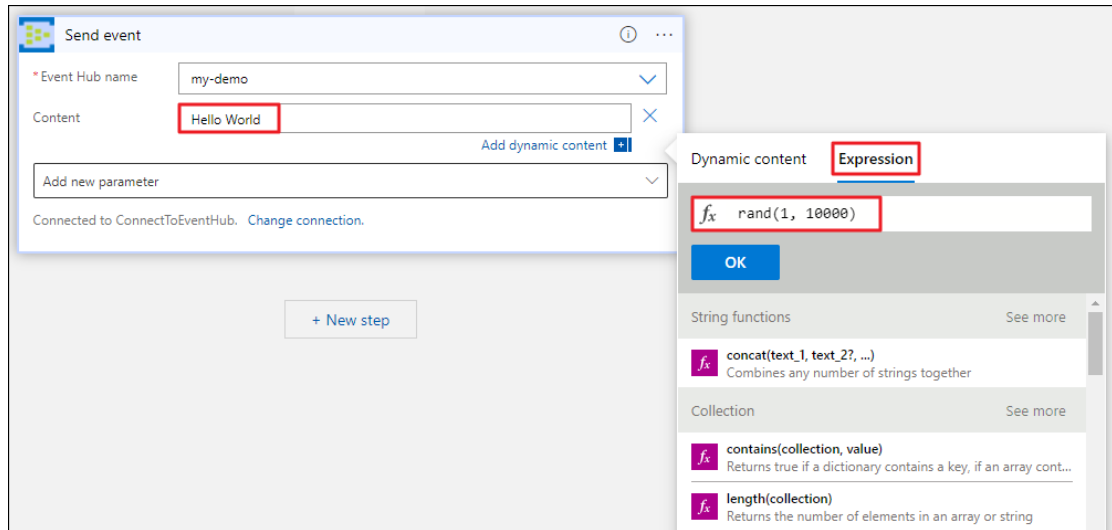 Send event
* Event Hub name
my-demo
Content
Hello World
Add dynamic content
Add new parameter
Connected to ConnectToEventHub. Change connection.
+ New step
Dynamic content Expression
fx rand(1, 10000)
OK
String functions See more
fx concat(text_1, text_2?, ...)
Combines any number of strings together
Collection See more
fx contains(collection, value)
Returns true if a dictionary contains a key, if an array cont...
fx length(collection)
Returns the number of elements in an array or string